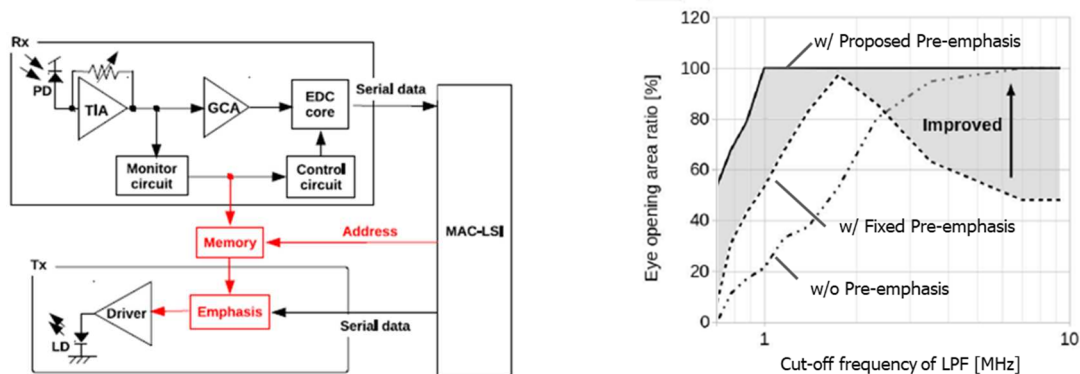 Rx
PD
TIA
GCA
EDC
core
Serial data
Monitor
circuit
Control
circuit
Memory
Address
MAC-LSI
Tx
Driver
Emphasis
LD
Serial data
w/ Proposed Pre-emphasis
Eye opening area ratio [%]
120
100
80
60
40
20
0
Improved
w/ Fixed Pre-emphasis
w/o Pre-emphasis
1
10
Cut-off frequency of LPF [MHz]